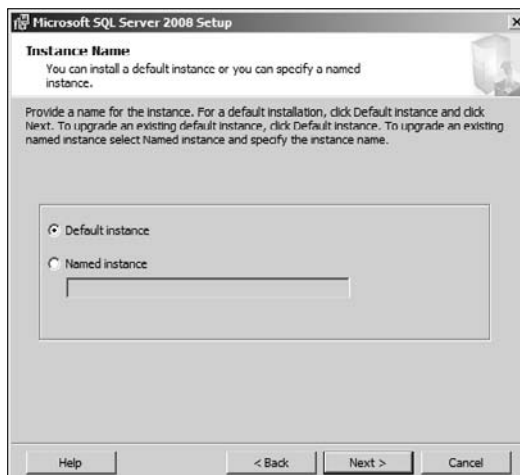 Microsoft SQL Server 2008 Setup
Instance Name
You can install a default instance or you can specify a named
instance.
Provide a name for the instance. For a default installation, click Default instance and click
Next. To upgrade an existing default instance, click Default instance. To upgrade an existing
named instance select Named instance and specify the instance name.
Default instance
Named instance
Help
< Back
Next >
Cancel